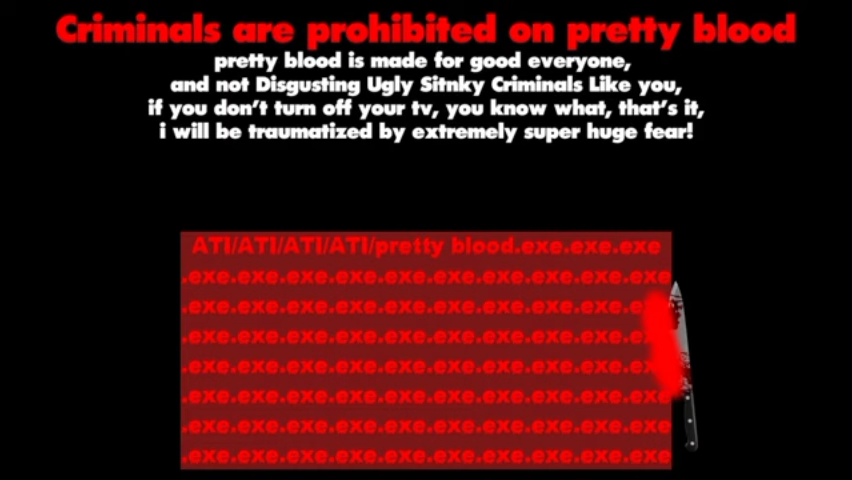 Criminals are prohibited on pretty blood
pretty blood is made for good everyone,
and not Disgusting Ugly Sitnky Criminals Like you,
if you don't turn off your tv, you know what, that's it,
i will be traumatized by extremely super huge fear!
ATI/ATI/ATI/ATI/pretty blood.exe.exe.exe
.exe.exe.exe.exe.exe.exe.exe.exe.exe.exe
.exe.exe.exe.exe.exe.exe.exe.exe.exe.e
.exe.exe.exe.exe.exe.exe.exe.exe.exe.ex
.exe.exe.exe.exe.exe.exe.exe.exe.exe.ex
.exe.exe.exe.exe.exe.exe.exe.exe.exe.exe
.exe.exe.exe.exe.exe.exe.exe.exe.exe.exe
.exe.exe.exe.exe.exe.exe.exe.exe.exe.exe